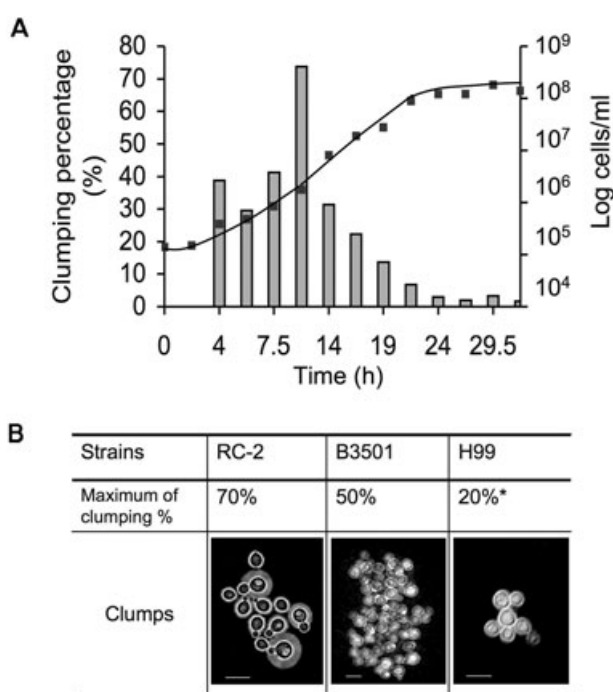 A
Clumping percentage
(%)
80
70
60
50
40
30
20
10
0
10⁹
10⁸
10⁷
10⁶
10⁵
10⁴
Log cells/ml
0 4 7.5 14 19 24 29.5
Time (h)
B
Strains RC-2 B3501 H99
Maximum of
clumping % 70% 50% 20%*
Clumps